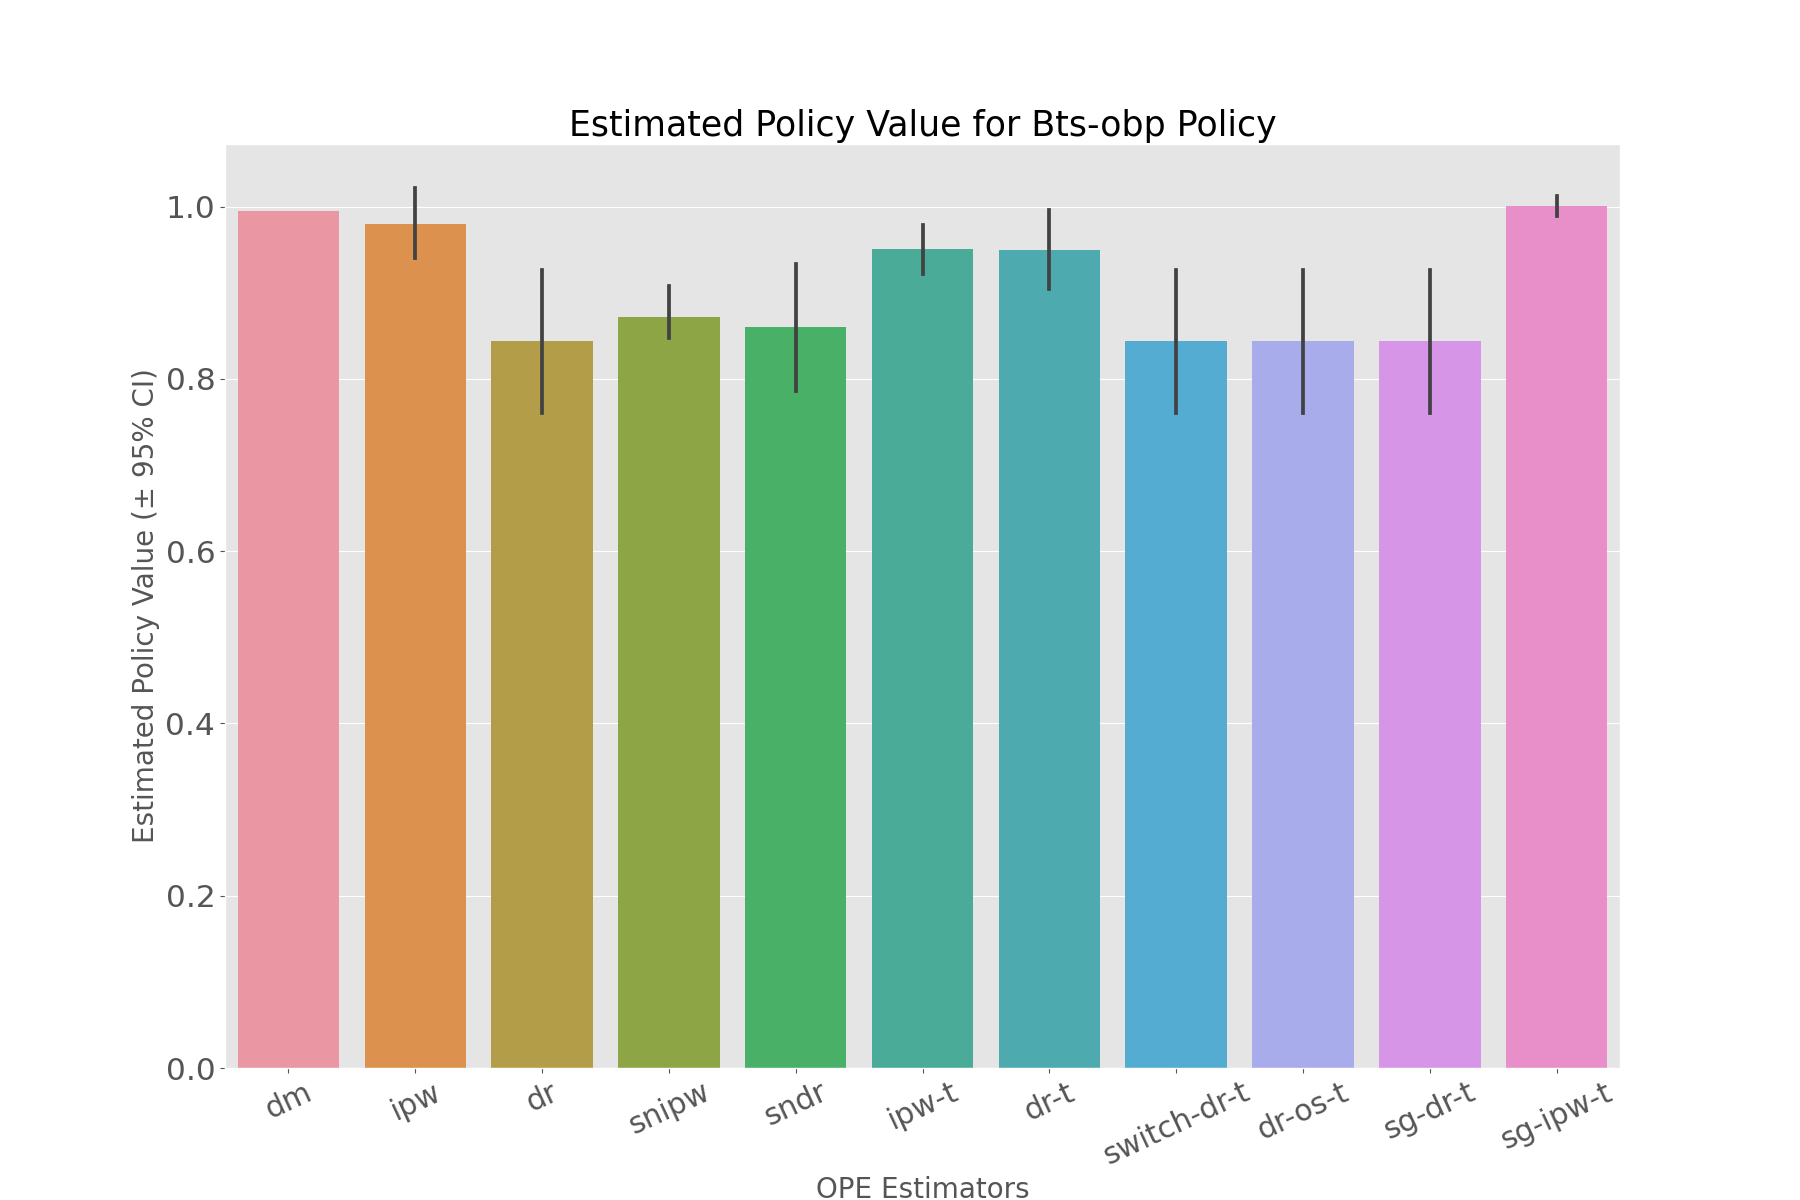 Estimated Policy Value for Bts-obp Policy
Estimated Policy Value (± 95% CI)
1.0
0.8
0.6
0.4
0.2
0.0
dm
ipw
dr
snipw
sndr
ipw-t
dr-t
switch-dr-t
dr-os-t
sg-dr-t
sg-ipw-t
OPE Estimators